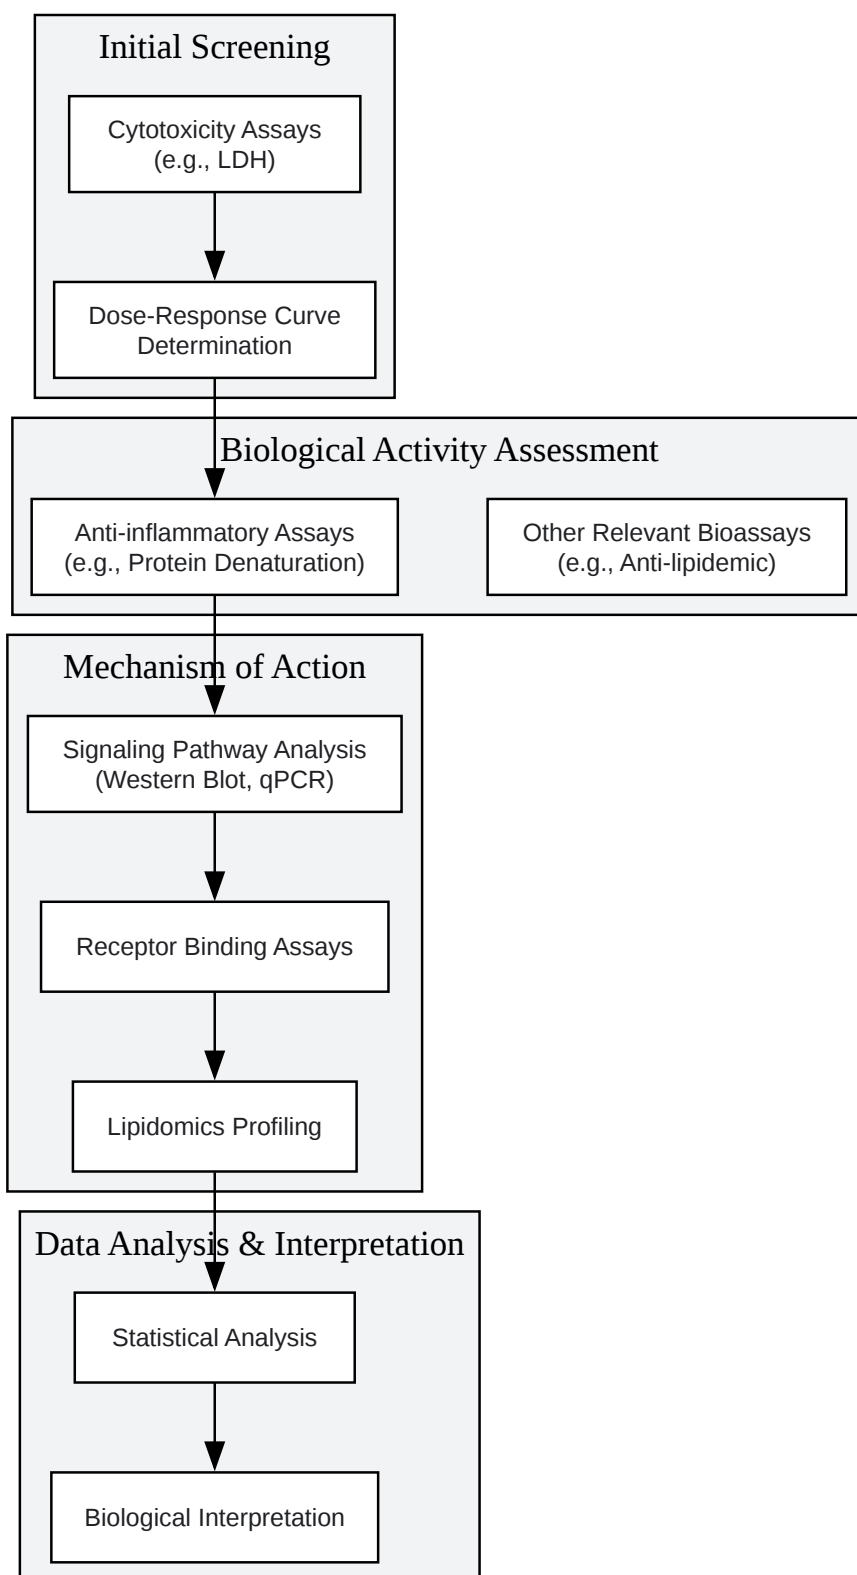 Initial Screening
Cytotoxicity Assays
(e.g., LDH)
Dose-Response Curve
Determination
Biological Activity Assessment
Anti-inflammatory Assays
(e.g., Protein Denaturation)
Other Relevant Bioassays
(e.g., Anti-lipidemic)
Mechanism of Action
Signaling Pathway Analysis
(Western Blot, qPCR)
Receptor Binding Assays
Lipidomics Profiling
Data Analysis & Interpretation
Statistical Analysis
Biological Interpretation